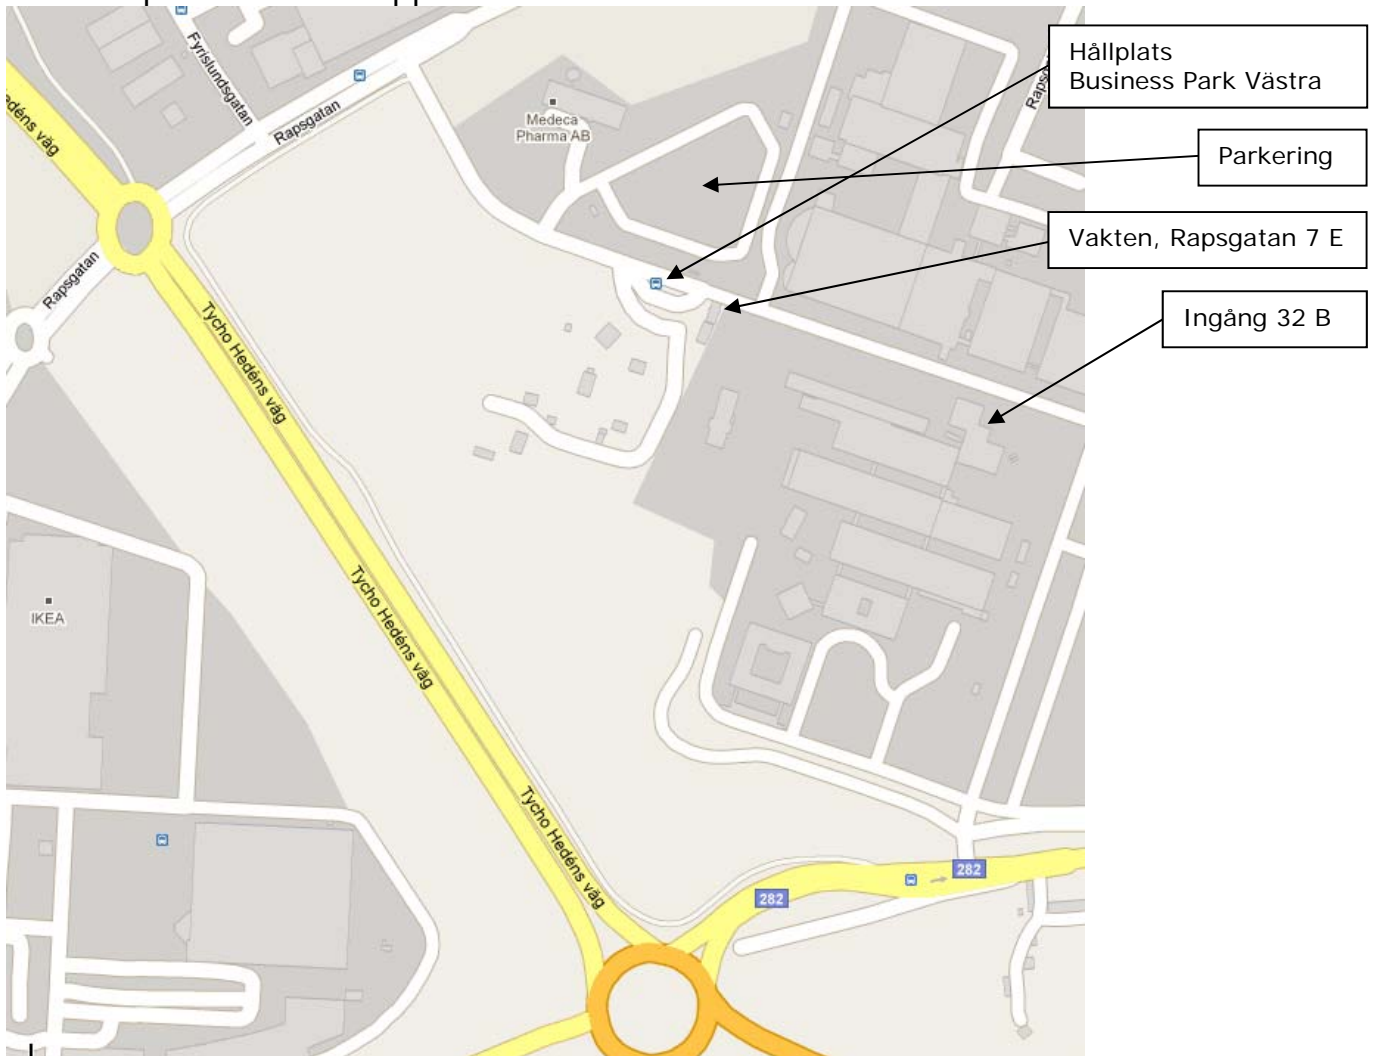 Hållplats
Business Park Västra
Parkering
Vakten, Rapsgatan 7 E
Ingång 32 B
Fyrislundsgatan
Rapsgatan
Medeca
Pharma AB
Rapsgatan
Tycho Hedéns väg
Tycho Hedéns väg
Tycho Hedéns väg
IKEA
282
282